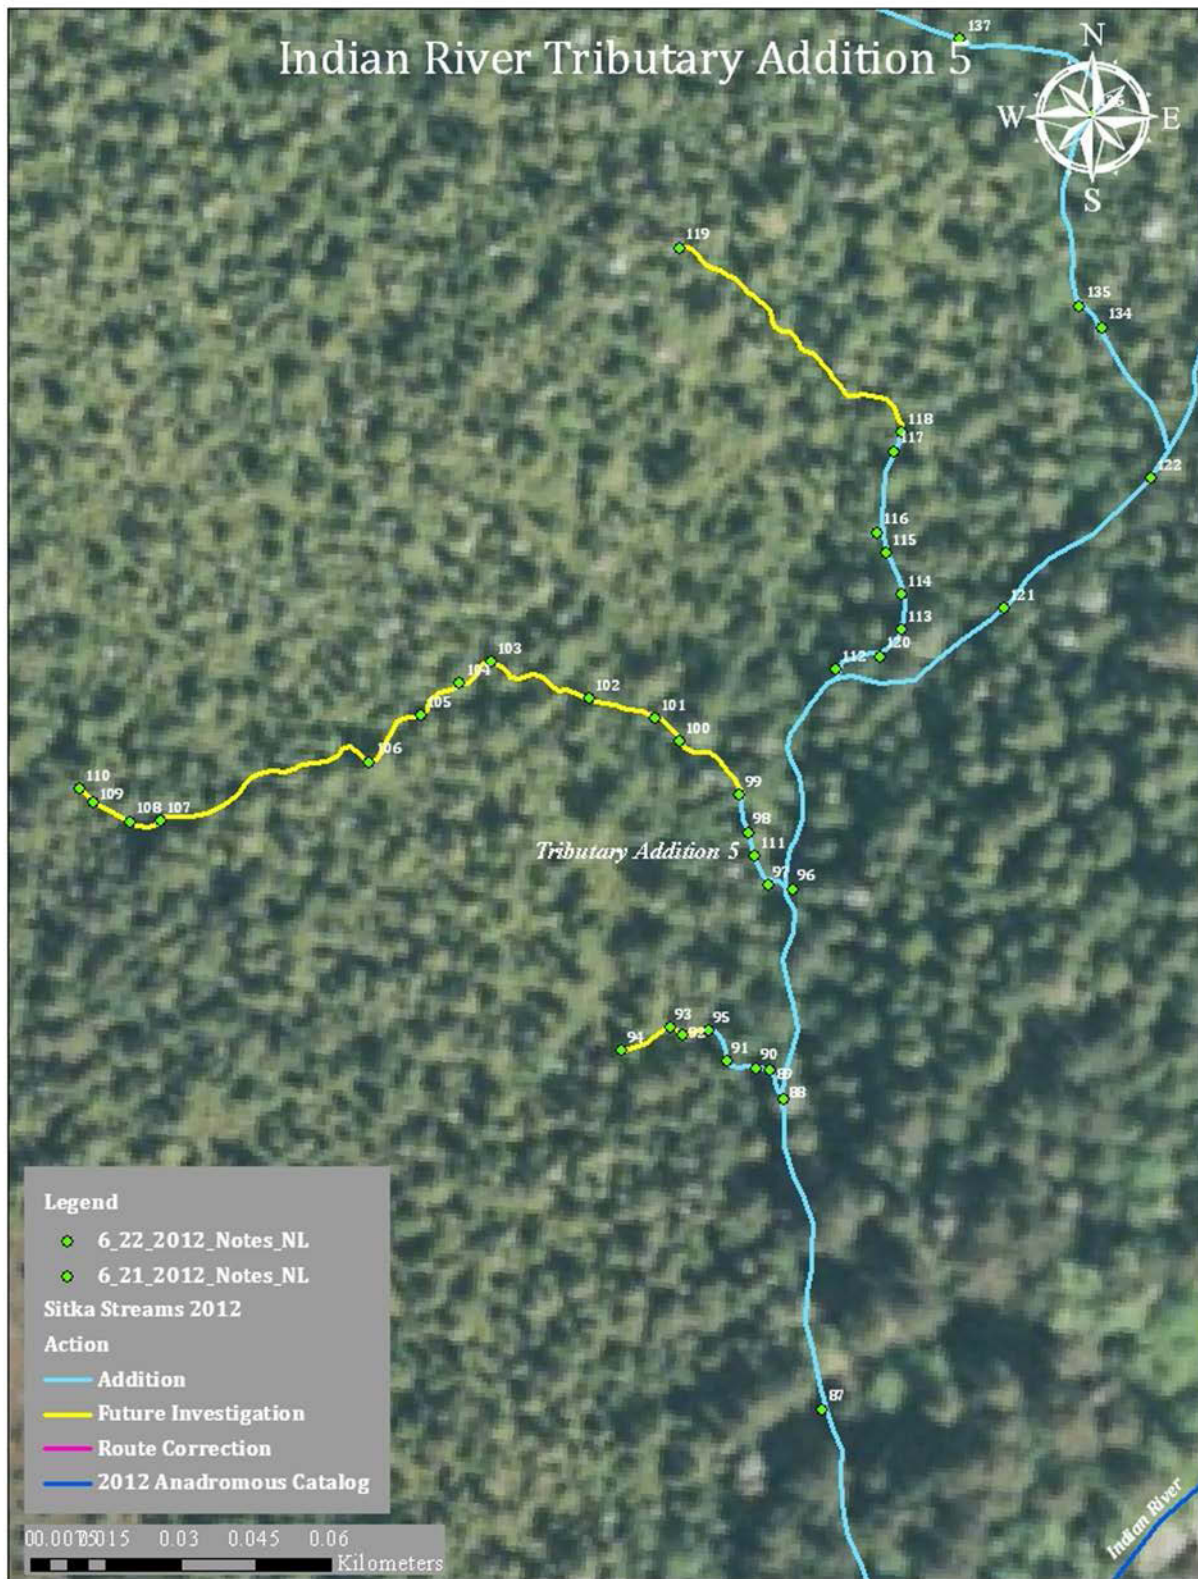 137
Indian River Tributary Addition 5
N
W
E
S
119
135
134
118
117
122
116
115
114
121
113
120
112
103
104
102
101
105
100
106
110
99
109
108
107
98
Tributary Addition 5
111
97
96
93
95
92
94
91
90
89
88
Legend
6_22_2012_Notes_NL
6_21_2012_Notes_NL
Sitka Streams 2012
Action
Addition
87
Future Investigation
Route Correction
2012 Anadromous Catalog
Indian River
0.03
0.045
0.06
Kilometers